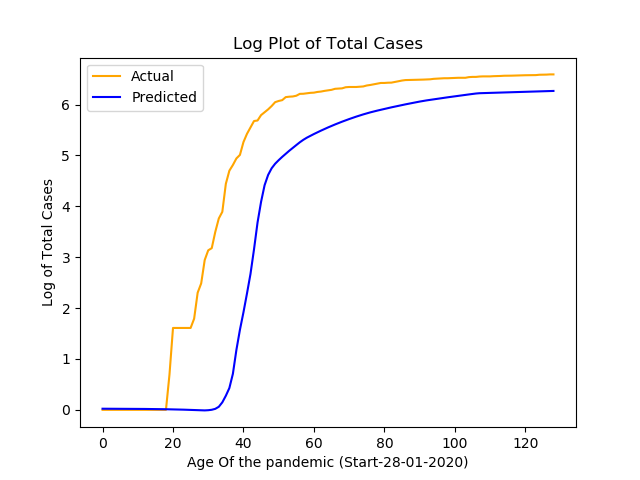 Log Plot of Total Cases
Actual
Predicted
Log of Total Cases
6
5
4
3
2
1
0
0 20 40 60 80 100 120
Age Of the pandemic (Start-28-01-2020)